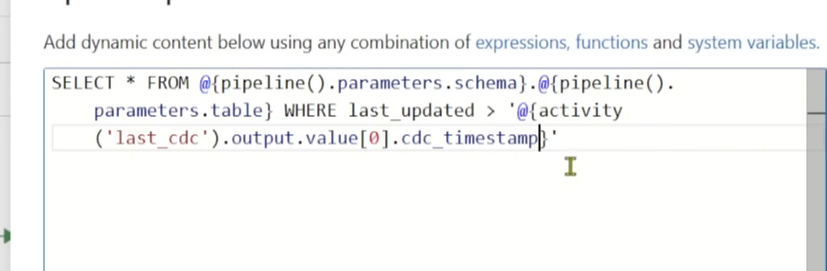 Add dynamic content below using any combination of expressions, functions and system variables.
SELECT * FROM @{pipeline().parameters.schema}.@{pipeline().
parameters.table} WHERE last_updated > '@{activity
('last_cdc').output.value[0].cdc_timestamp}'